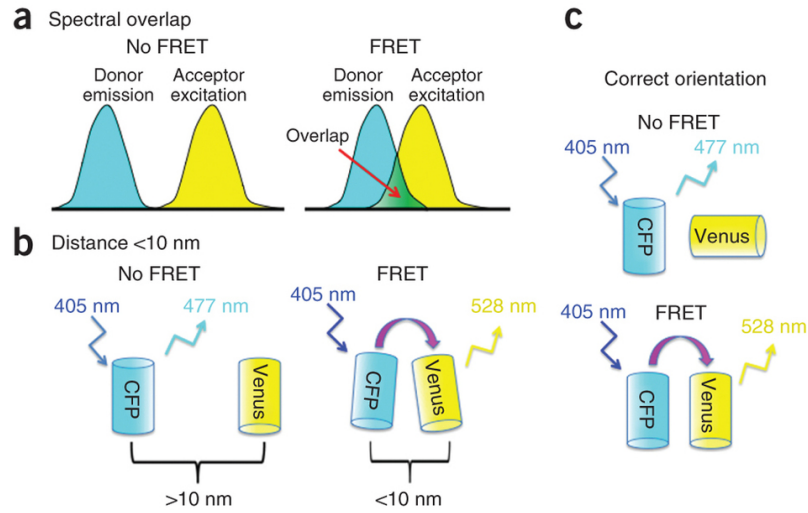 a Spectral overlap
No FRET
Donor
emission
Acceptor
excitation
FRET
Donor
emission
Acceptor
excitation
Overlap
b Distance <10 nm
No FRET
405 nm
477 nm
CFP
Venus
>10 nm
FRET
405 nm
528 nm
CFP
Venus
<10 nm
c
Correct orientation
No FRET
405 nm
477 nm
CFP
Venus
FRET
405 nm
528 nm
CFP
Venus